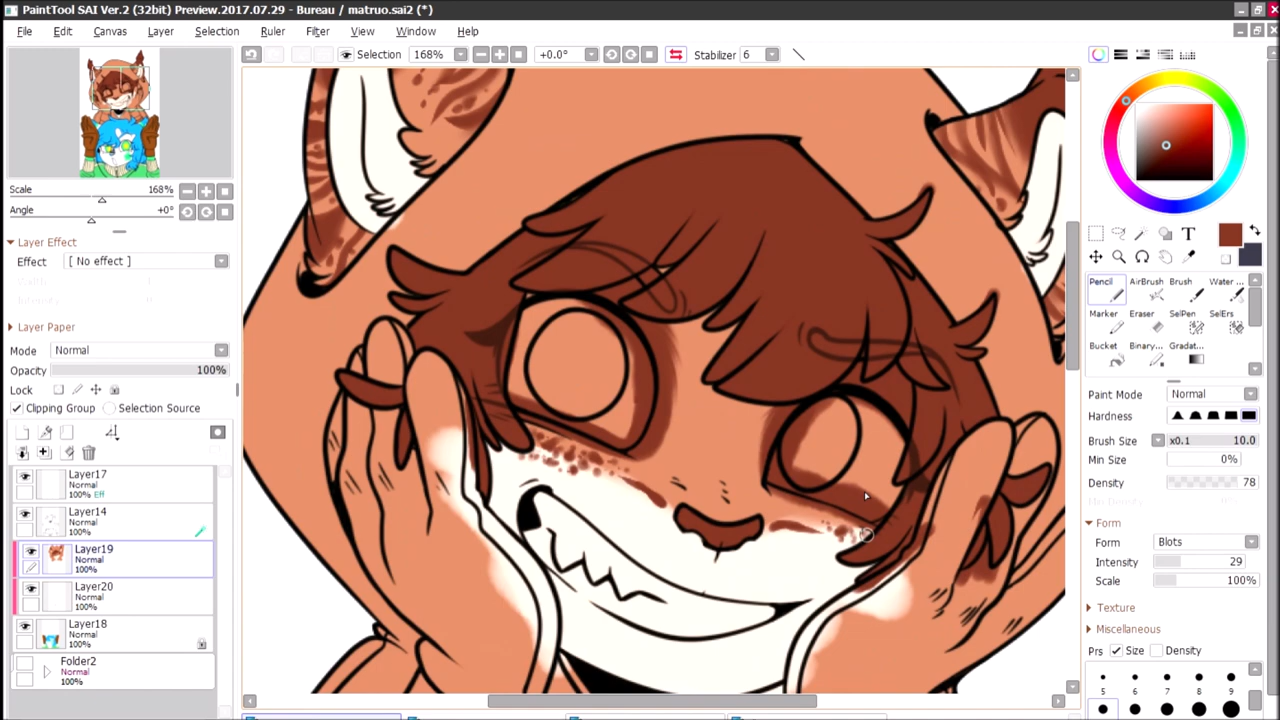 PaintTool SAI Ver.2 (32bit) Preview.2017.07.29 - Bureau / matruo.sai2 (*)
File Edit Canvas Layer Selection Ruler Filter View Window Help
Selection 168% +0.0° Stabilizer 6
Scale 168%
Angle +0°
Layer Effect
Effect [ No effect ]
Width 1
Intensity 0
Layer Paper
Mode Normal
Opacity 100%
Lock
Clipping Group Selection Source
Layer17
Normal
100% Eff
Layer14
Normal
100%
Layer19
Normal
100%
Layer20
Normal
100%
Layer18
Normal
100%
Folder2
Normal
100%
T
Pencil AirBrush Brush Water ...
Marker Eraser SelPen SelErs
Bucket Binary... Gradat...
Paint Mode Normal
Hardness
Brush Size x0.1 10.0
Min Size 0%
Density 78
Form
Form Blots
Intensity 29
Scale 100%
Texture
Miscellaneous
Prs Size Density
5 6 7 8 9